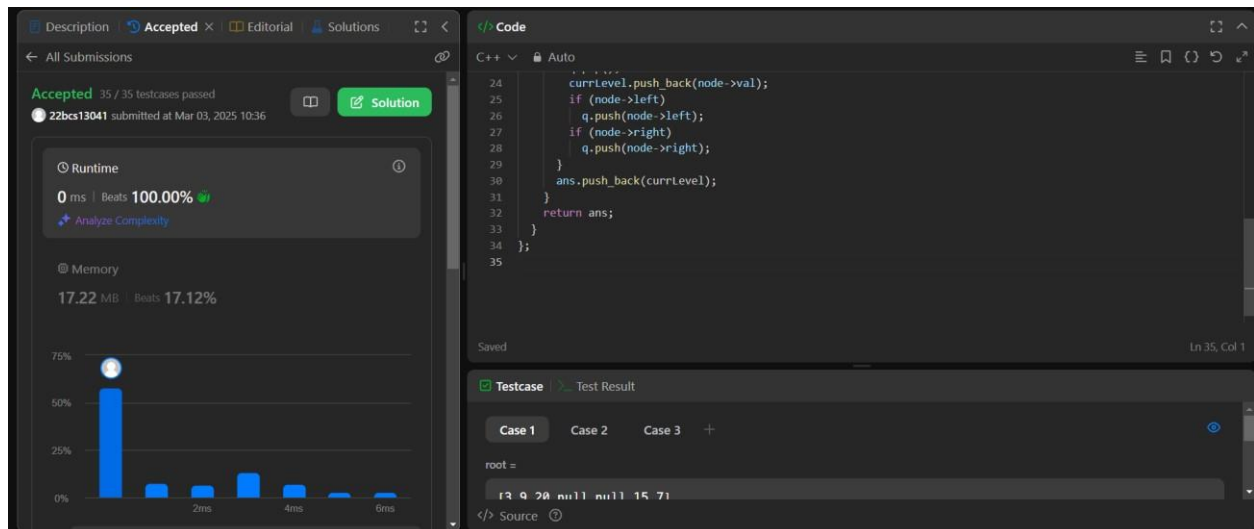 Description
Accepted ×
Editorial
Solutions
← All Submissions
Accepted 35 / 35 testcases passed
22bcs13041 submitted at Mar 03, 2025 10:36
Solution
Runtime
0 ms | Beats 100.00%
Analyze Complexity
Memory
17.22 MB | Beats 17.12%
75%
50%
25%
0%
2ms
4ms
6ms
</> Code
C++
Auto
24 currLevel.push_back(node->val);
25 if (node->left)
26 q.push(node->left);
27 if (node->right)
28 q.push(node->right);
29 }
30 ans.push_back(currLevel);
31 }
32 return ans;
33 }
34 };
35
Saved
Ln 35, Col 1
Testcase | >_ Test Result
Case 1
Case 2
Case 3
+
root =
[3,9,20,null,null,15,7]
</> Source